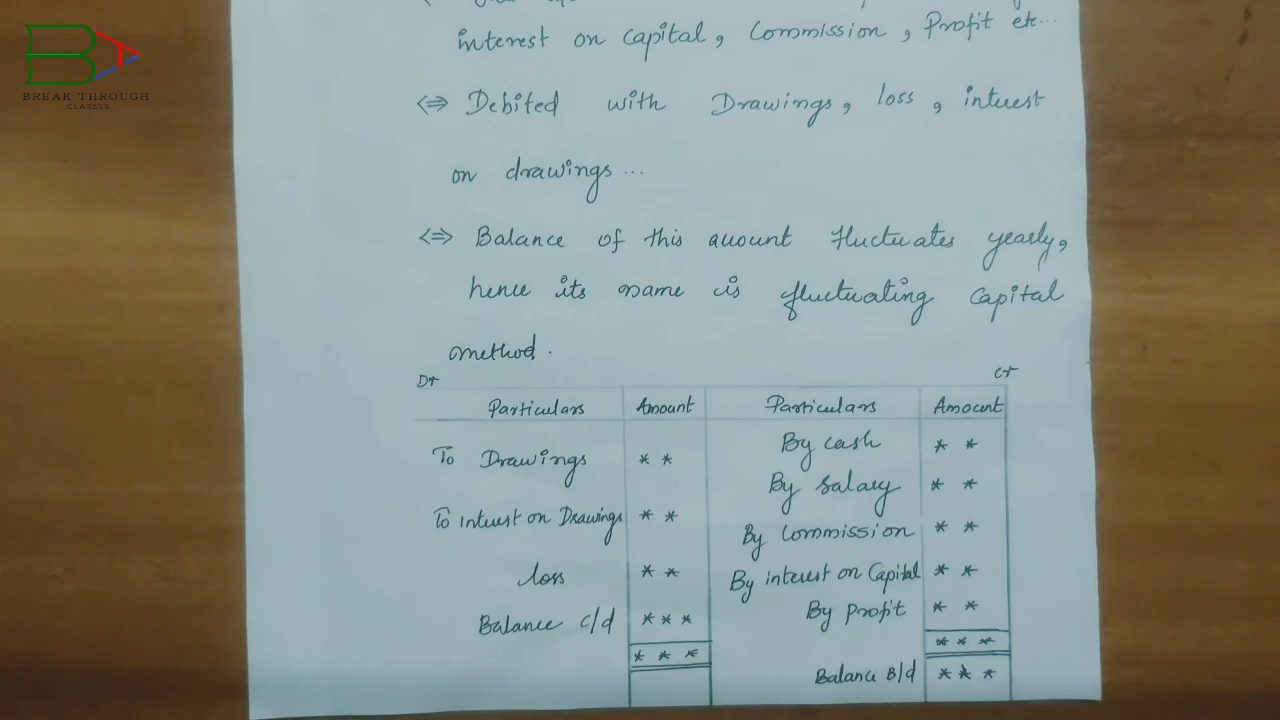 BREAK THROUGH
CLASSES
interest on capital, Commission, Profit etc...
⇔ Debited with Drawings, loss, interest
on drawings...
⇔ Balance of this account fluctuates yearly,
hence its name is fluctuating Capital
method.
Dr Cr
Particulars Amount Particulars Amount
By cash * *
To Drawings * *
By Salary * *
To Interest on Drawings * *
By Commission * *
loss * * By interest on Capital * *
By Profit * *
Balance c/d * * *
* * *
* * *
Balance B/d * * *